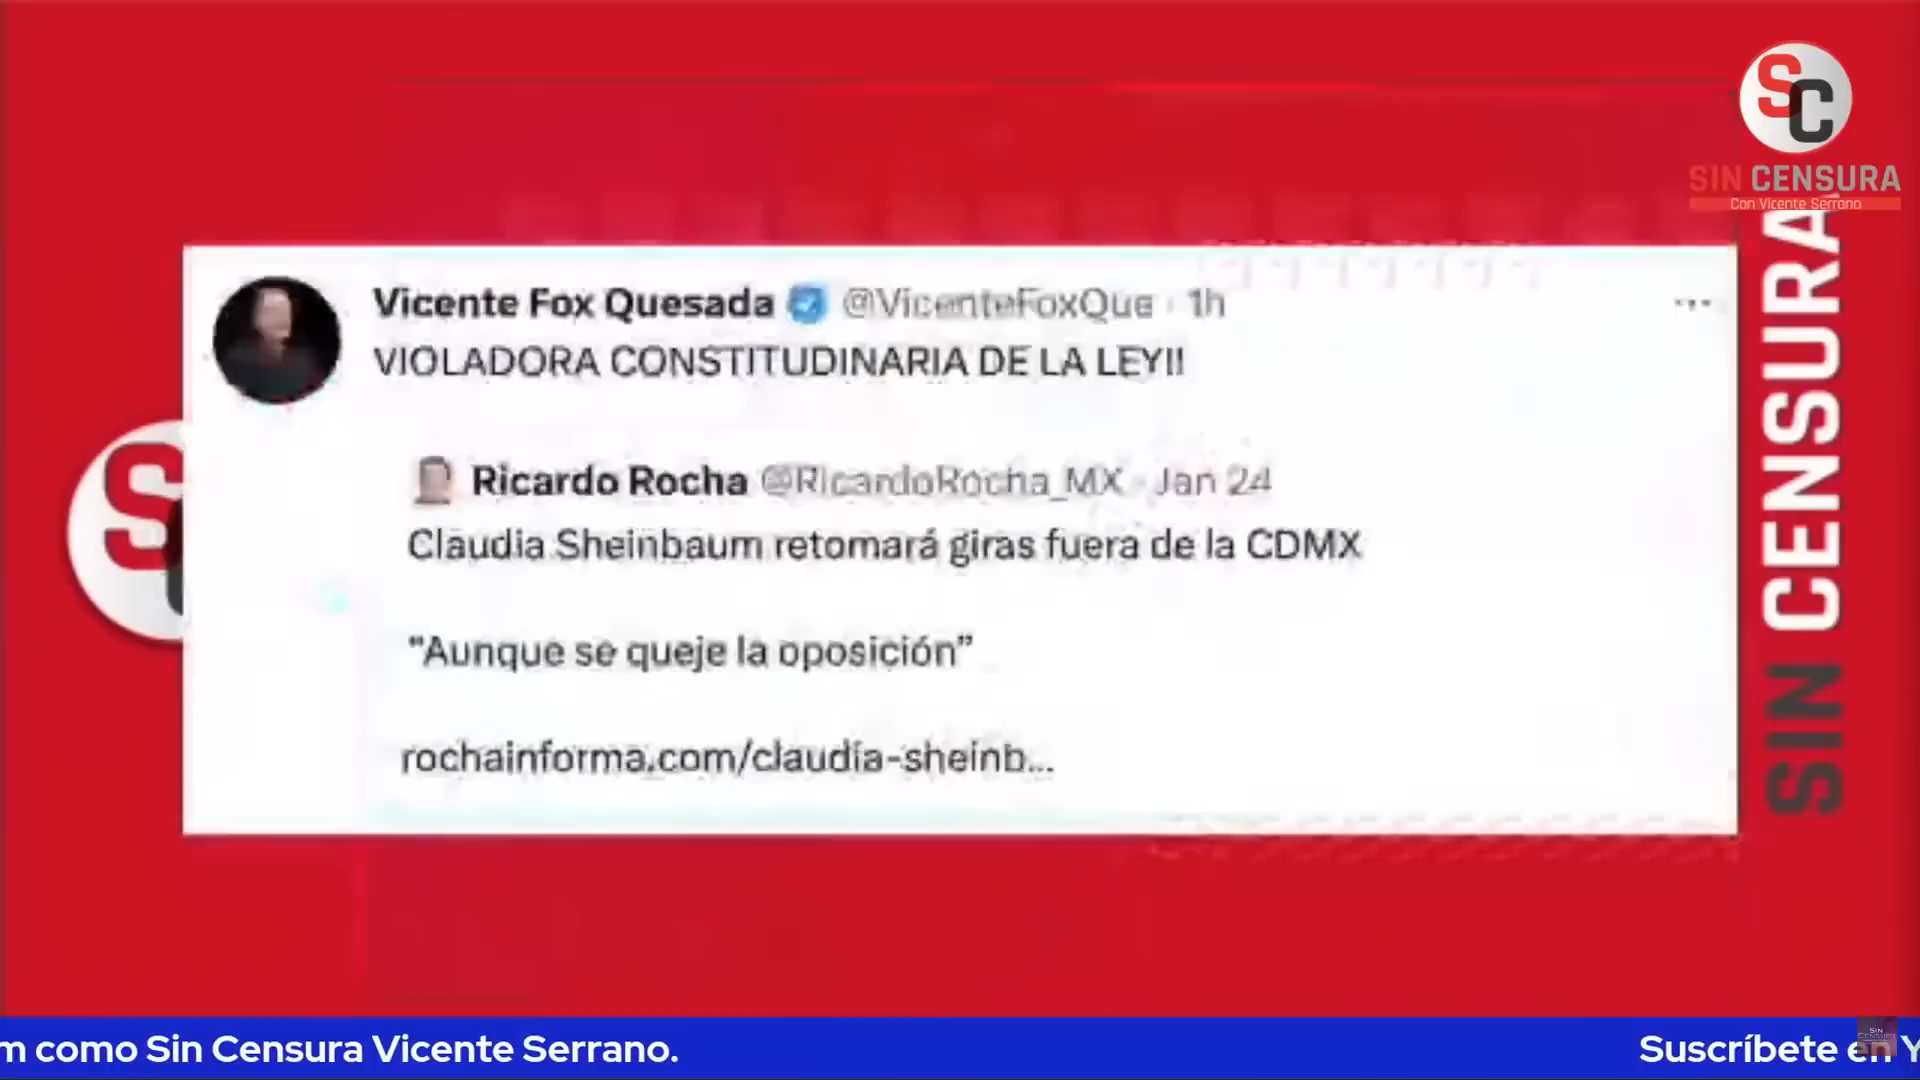 SC
SIN CENSURA
Con Vicente Serrano
Vicente Fox Quesada @VicenteFoxQue · 1h
VIOLADORA CONSTITUDINARIA DE LA LEY!!
Ricardo Rocha @RicardoRocha_MX · Jan 24
Claudia Sheinbaum retomará giras fuera de la CDMX
"Aunque se queje la oposición"
rochainforma.com/claudia-sheinb...
SIN CENSURA
S
m como Sin Censura Vicente Serrano.
Suscríbete en Y